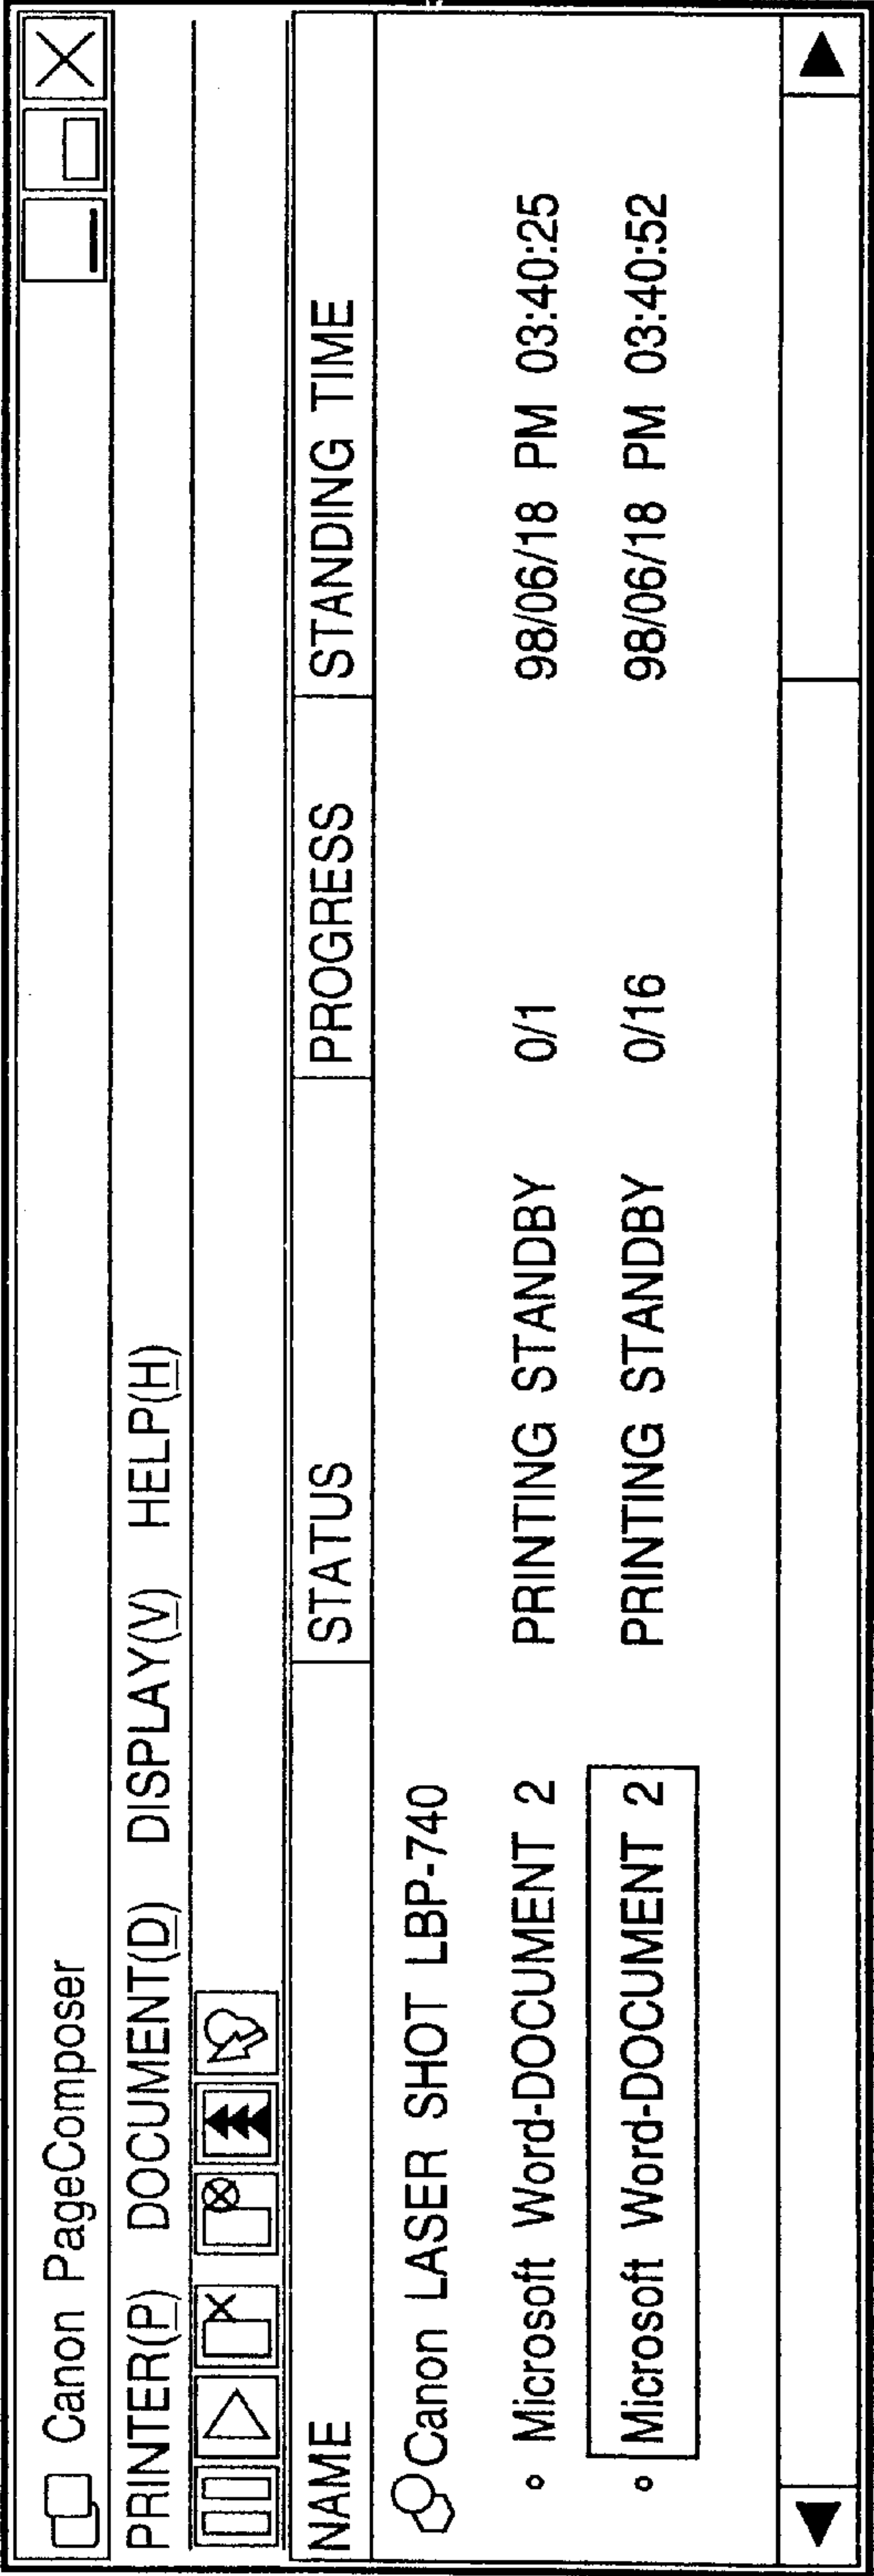 Canon PageComposer
PRINTER(P) DOCUMENT(D) DISPLAY(V) HELP(H)
NAME STATUS PROGRESS STANDING TIME
Canon LASER SHOT LBP-740
Microsoft Word-DOCUMENT 2 PRINTING STANDBY 0/1 98/06/18 PM 03:40:25
Microsoft Word-DOCUMENT 2 PRINTING STANDBY 0/16 98/06/18 PM 03:40:52